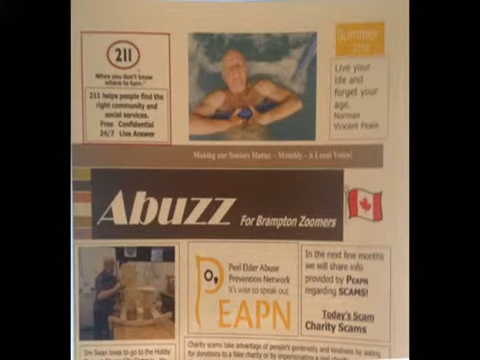 211
When you don't know
where to turn."
211 helps people find the
right community and
social services.
Free Confidential
24/7 Live Answer
Summer
2016
Live your
life and
forget your
age.
Norman
Vincent Peale
Making our Seniors Matter - Monthly - A Local Voice!
Abuzz For Brampton Zoomers
Peel Elder Abuse
Prevention Network
It's wise to speak out.
PEAPN
In the next few months
we will share info
provided by PEAPN
regarding SCAMS!
Today's Scam
Charity Scams
Jim Swan loves to go to the Hobby
Charity scams take advantage of people's generosity and kindness by asking
for donations to a fake charity or by impersonating a real charity